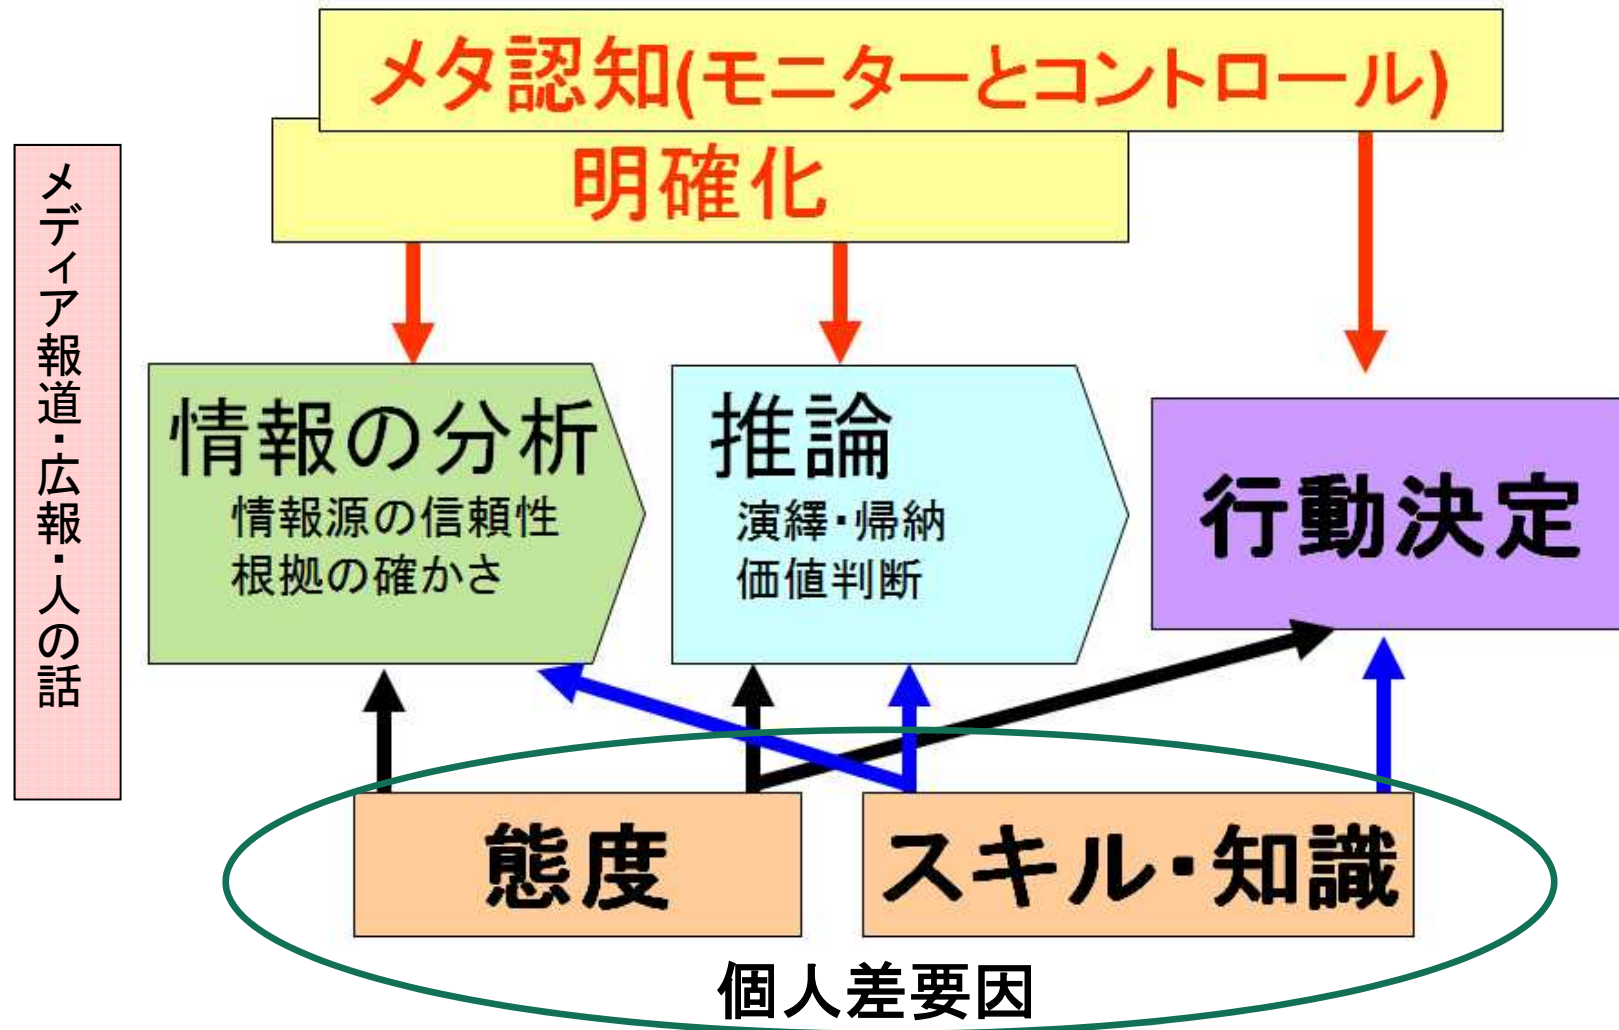 メタ認知(モニターとコントロール)
明確化
メディア報道・広報・人の話
情報の分析
情報源の信頼性
根拠の確かさ
推論
演繹・帰納
価値判断
行動決定
態度
スキル・知識
個人差要因